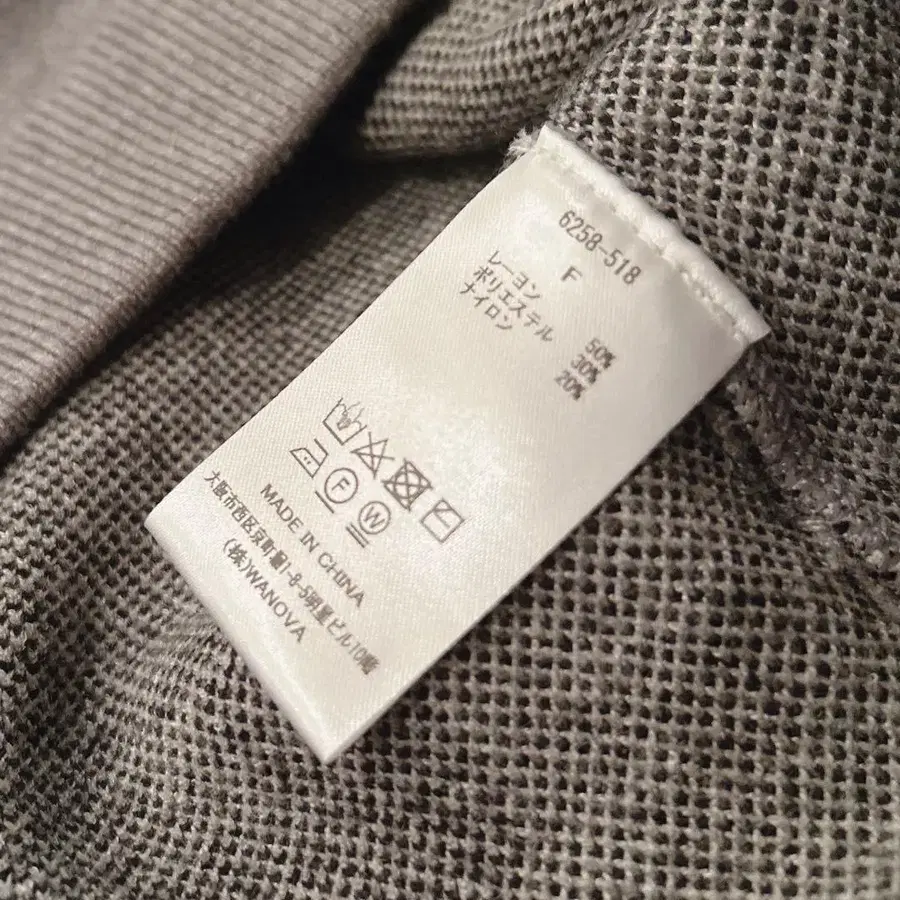 6258-518
F
レーヨン 50%
ポリエステル 30%
ナイロン 20%
F W
MADE IN CHINA
大阪市西区京町堀1-8-5明星ビル10階
(株)WANOVA